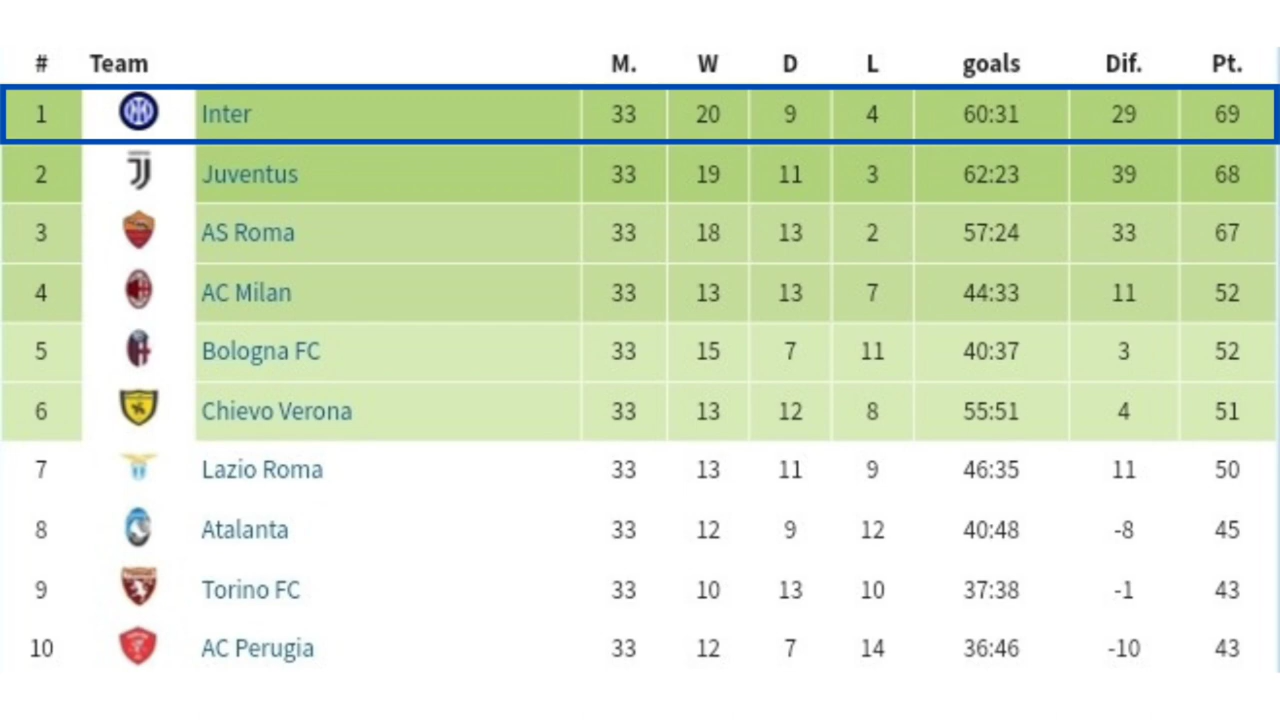 # Team M. W D L goals Dif. Pt.
1 Inter 33 20 9 4 60:31 29 69
2 Juventus 33 19 11 3 62:23 39 68
3 AS Roma 33 18 13 2 57:24 33 67
4 AC Milan 33 13 13 7 44:33 11 52
5 Bologna FC 33 15 7 11 40:37 3 52
6 Chievo Verona 33 13 12 8 55:51 4 51
7 Lazio Roma 33 13 11 9 46:35 11 50
8 Atalanta 33 12 9 12 40:48 -8 45
9 Torino FC 33 10 13 10 37:38 -1 43
10 AC Perugia 33 12 7 14 36:46 -10 43